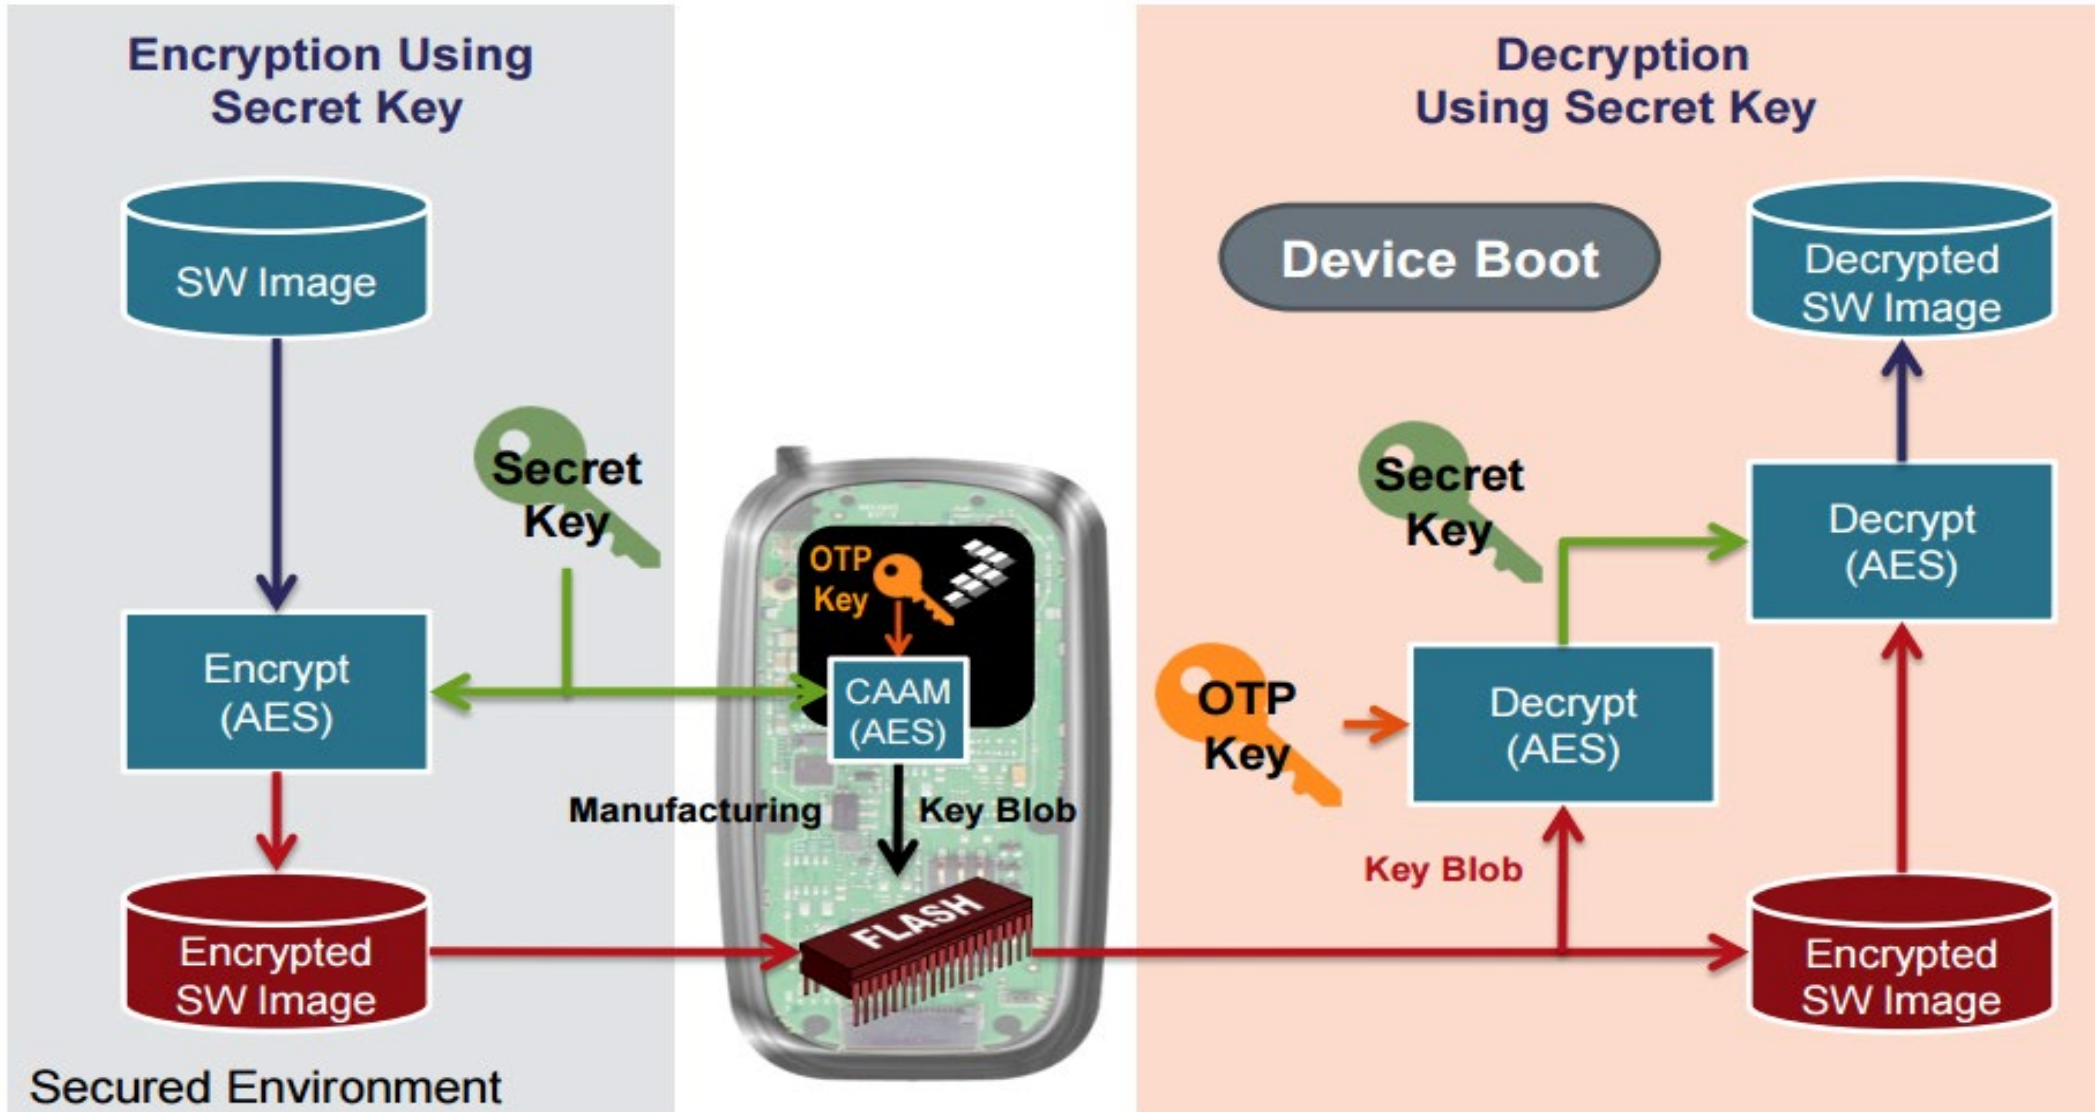 Encryption Using
Secret Key
SW Image
Secret
Key
Encrypt
(AES)
Encrypted
SW Image
Secured Environment
OTP
Key
CAAM
(AES)
Manufacturing
Key Blob
FLASH
Decryption
Using Secret Key
Device Boot
Decrypted
SW Image
Secret
Key
Decrypt
(AES)
OTP
Key
Decrypt
(AES)
Key Blob
Encrypted
SW Image